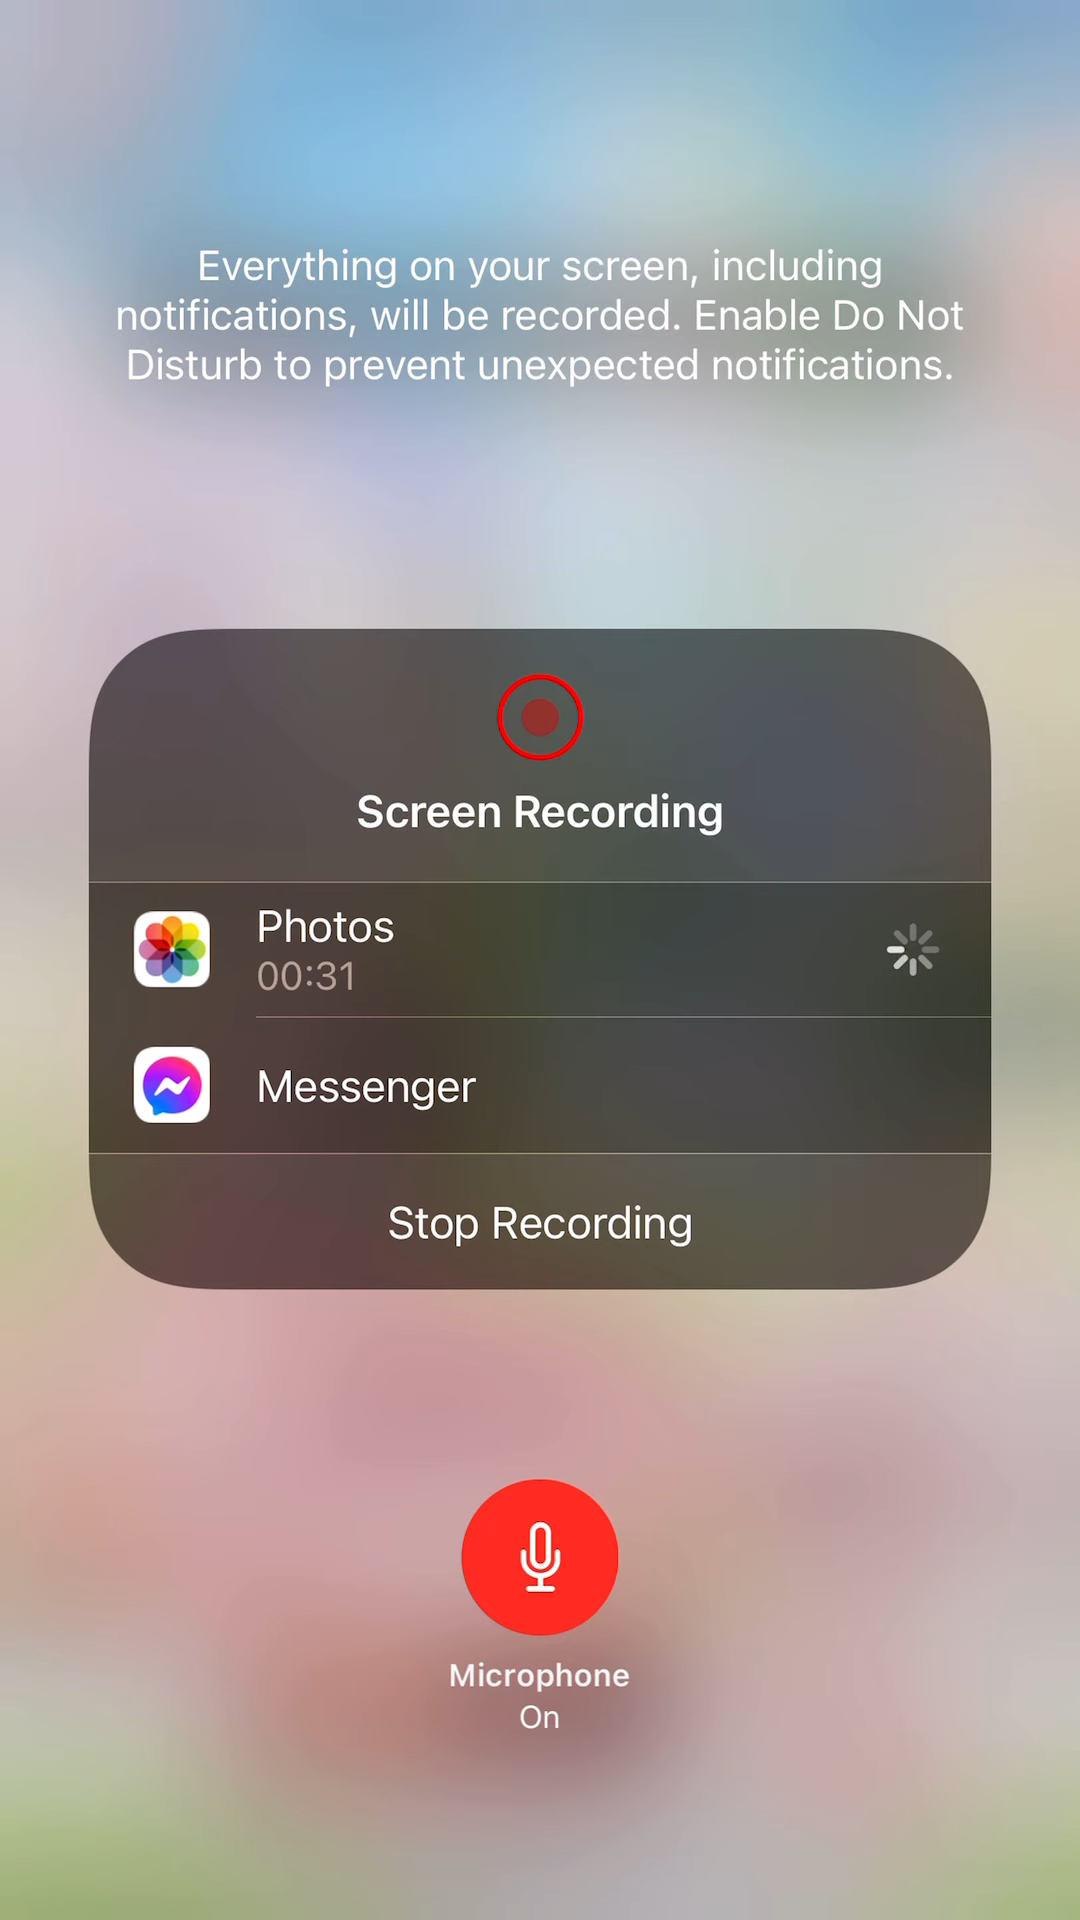 Everything on your screen, including
notifications, will be recorded. Enable Do Not
Disturb to prevent unexpected notifications.
Screen Recording
Photos
00:31
Messenger
Stop Recording
Microphone
On